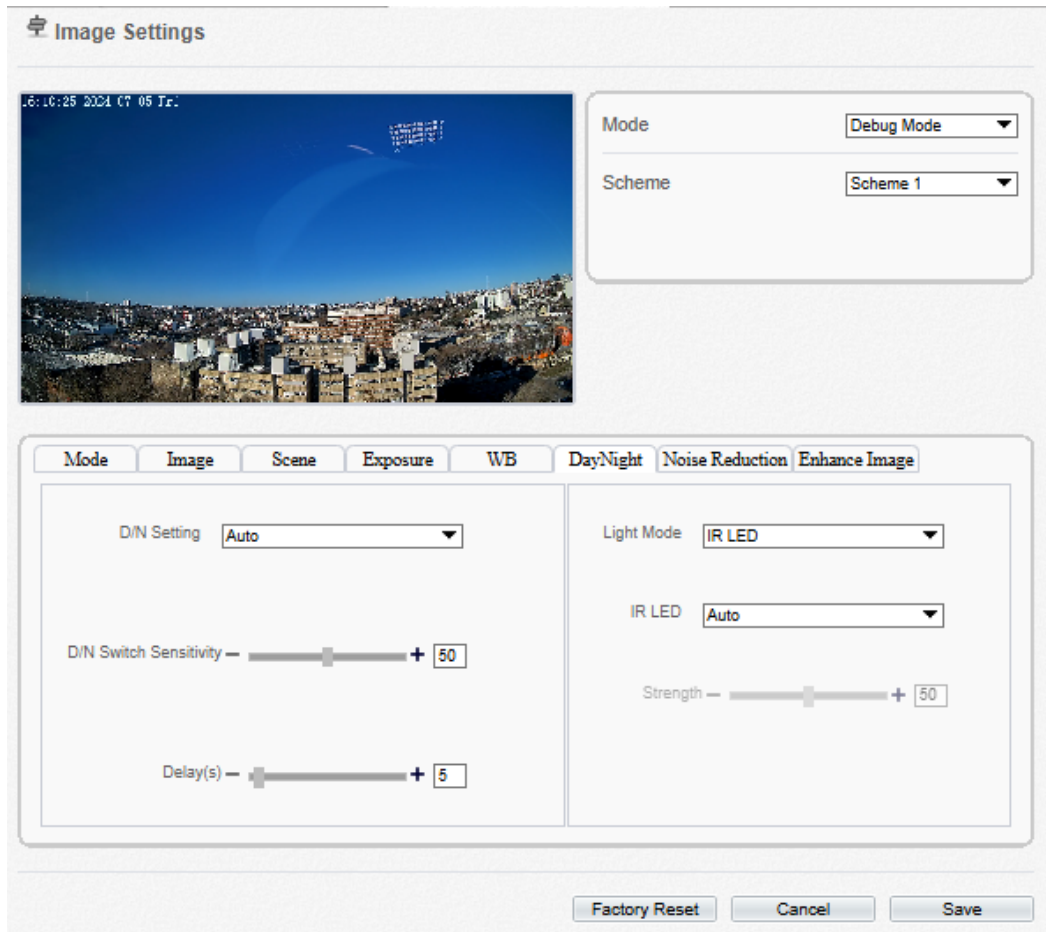 Image Settings
16:10:25 2024 07 05 Fri
Mode
Debug Mode
Scheme
Scheme 1
Mode Image Scene Exposure WB DayNight Noise Reduction Enhance Image
D/N Setting Auto
Light Mode IR LED
IR LED Auto
D/N Switch Sensitivity − + 50
Strength − + 50
Delay(s) − + 5
Factory Reset Cancel Save